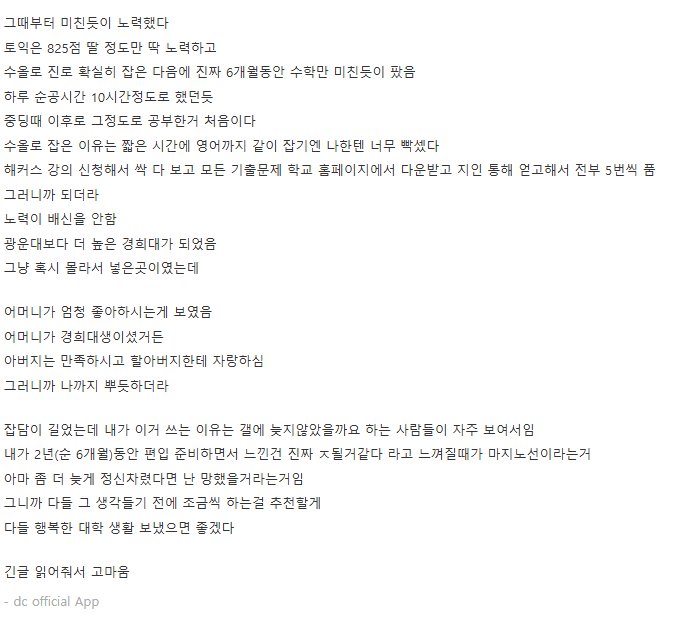 그때부터 미친듯이 노력했다
토익은 825점 딸 정도만 딱 노력하고
수올로 진로 확실히 잡은 다음에 진짜 6개월동안 수학만 미친듯이 팠음
하루 순공시간 10시간정도로 했던듯
중딩때 이후로 그정도로 공부한거 처음이다
수올로 잡은 이유는 짧은 시간에 영어까지 같이 잡기엔 나한텐 너무 빡셌다
해커스 강의 신청해서 싹 다 보고 모든 기출문제 학교 홈페이지에서 다운받고 지인 통해 얻고해서 전부 5번씩 품
그러니까 되더라
노력이 배신을 안함
광운대보다 더 높은 경희대가 되었음
그냥 혹시 몰라서 넣은곳이였는데
어머니가 엄청 좋아하시는게 보였음
어머니가 경희대생이셨거든
아버지는 만족하시고 할아버지한테 자랑하심
그러니까 나까지 뿌듯하더라
잡담이 길었는데 내가 이거 쓰는 이유는 갤에 늦지않았을까요 하는 사람들이 자주 보여서임
내가 2년(순 6개월)동안 편입 준비하면서 느낀건 진짜 ㅈ될거같다 라고 느껴질때가 마지노선이라는거
아마 좀 더 늦게 정신차렸다면 난 망했을거라는거임
그니까 다들 그 생각들기 전에 조금씩 하는걸 추천할게
다들 행복한 대학 생활 보냈으면 좋겠다
긴글 읽어줘서 고마움
- dc official App